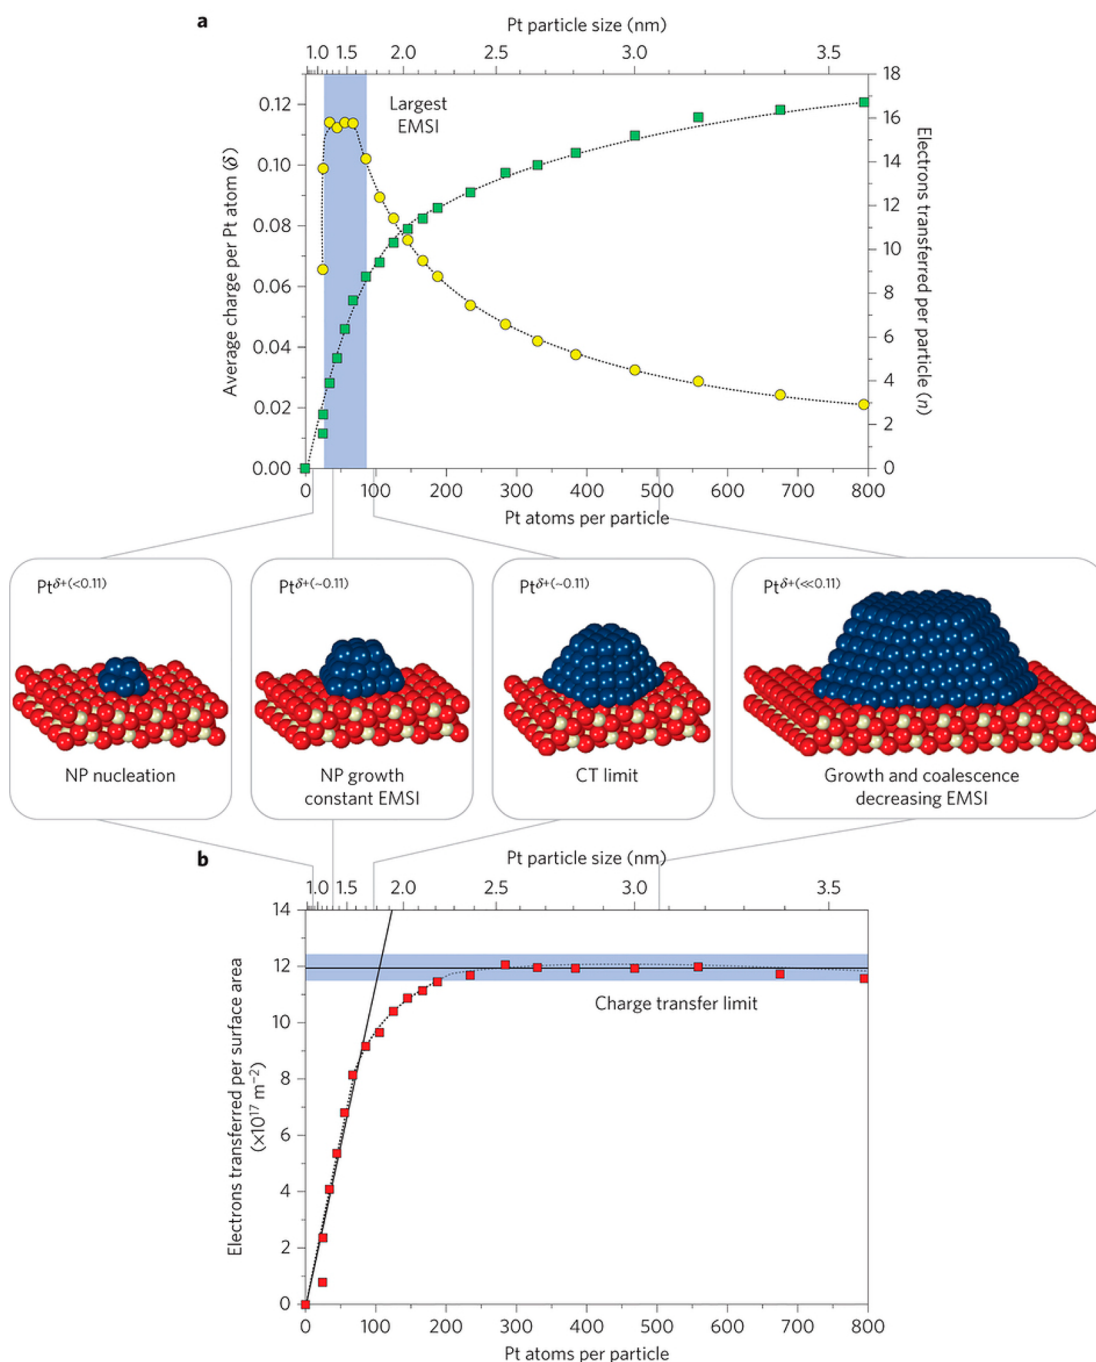 a
Pt particle size (nm)
1.0 1.5 2.0 2.5 3.0 3.5
Average charge per Pt atom (δ)
0.12
0.10
0.08
0.06
0.04
0.02
0.00
Largest
EMSI
18
16
14
12
10
8
6
4
2
0
Electrons transferred per particle (n)
0 100 200 300 400 500 600 700 800
Pt atoms per particle
Ptδ+(<0.11)
NP nucleation
Ptδ+(~0.11)
NP growth
constant EMSI
Ptδ+(~0.11)
CT limit
Ptδ+(≪0.11)
Growth and coalescence
decreasing EMSI
b
Pt particle size (nm)
1.0 1.5 2.0 2.5 3.0 3.5
Electrons transferred per surface area
(×10¹⁷ m⁻²)
14
12
10
8
6
4
2
0
Charge transfer limit
0 100 200 300 400 500 600 700 800
Pt atoms per particle